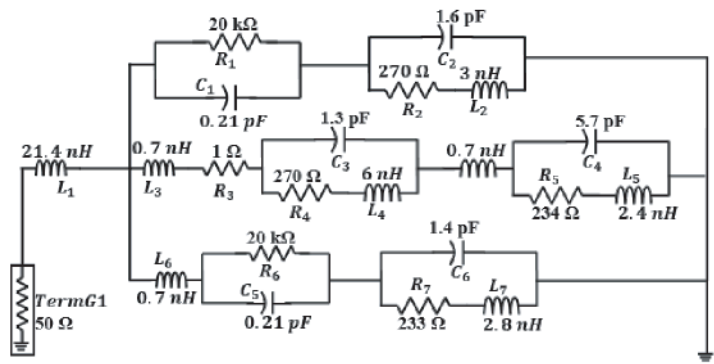 20 kΩ
R1
C1
0.21 pF
1.6 pF
C2
270 Ω
3 nH
R2
L2
21.4 nH
L1
0.7 nH
L3
1 Ω
R3
1.3 pF
C3
270 Ω
6 nH
R4
L4
0.7 nH
5.7 pF
C4
R5
L5
234 Ω
2.4 nH
L6
0.7 nH
20 kΩ
R6
C5
0.21 pF
1.4 pF
C6
R7
L7
233 Ω
2.8 nH
TermG1
50 Ω